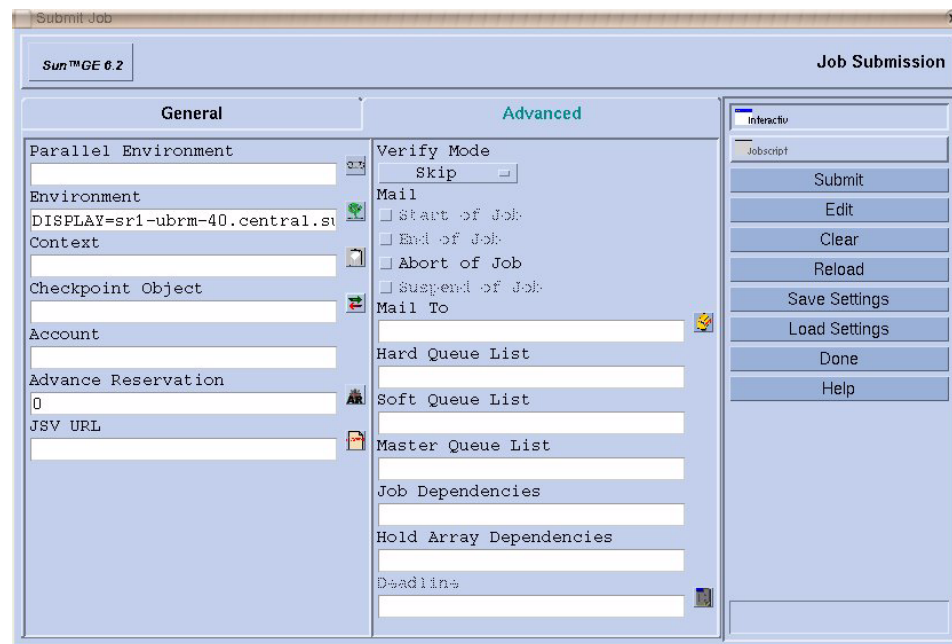 Submit Job
Sun™GE 6.2
Job Submission
General
Advanced
Parallel Environment
Environment
DISPLAY=sr1-ubrm-40.central.su
Context
Checkpoint Object
Account
Advance Reservation
0
AR
JSV URL
Verify Mode
Skip
Mail
Start of Job
End of Job
Abort of Job
Suspend of Job
Mail To
Hard Queue List
Soft Queue List
Master Queue List
Job Dependencies
Hold Array Dependencies
Deadline
Interactiv
Jobscript
Submit
Edit
Clear
Reload
Save Settings
Load Settings
Done
Help